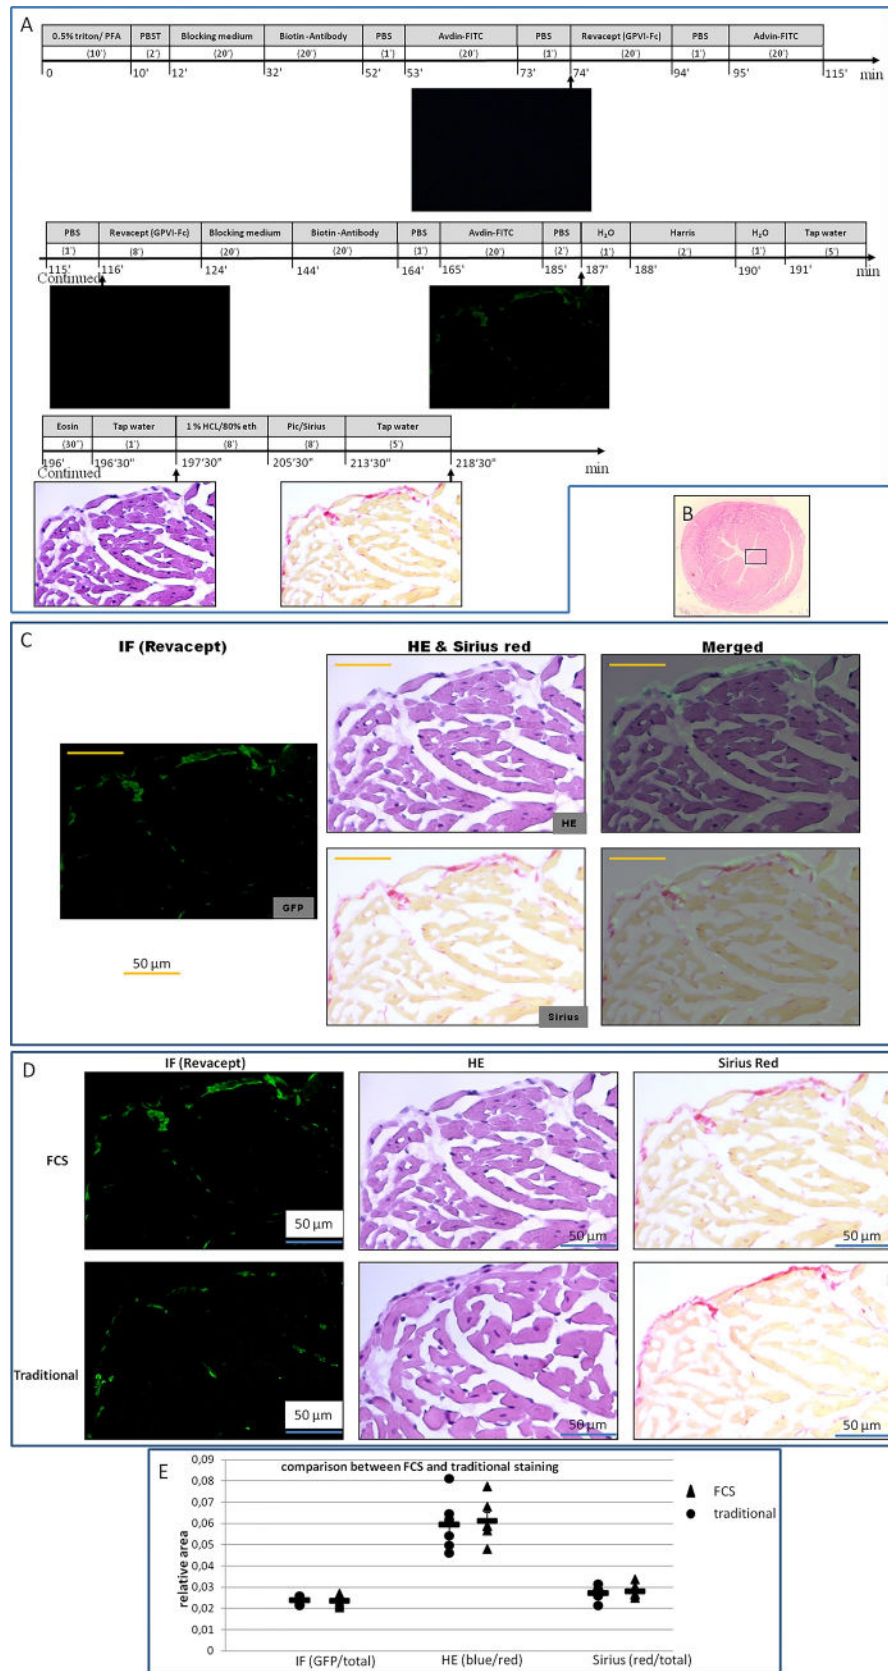 A
0.5% triton/ PFA PBST Blocking medium Biotin -Antibody PBS Avdin-FITC PBS Revacept (GPVI-Fc) PBS Advin-FITC
(10') (2') (20') (20') (1') (20') (1') (20') (1') (20')
0 10' 12' 32' 52' 53' 73' 74' 94' 95' 115' min
PBS Revacept (GPVI-Fc) Blocking medium Biotin -Antibody PBS Avdin-FITC PBS H₂O Harris H₂O Tap water
(1') (8') (20') (20') (1') (20') (2') (1') (2') (1') (5')
115' 116' 124' 144' 164' 165' 185' 187' 188' 190' 191' min
Continued
Eosin Tap water 1 % HCL/80% eth Pic/Sirius Tap water
(30") (1') (8') (8') (5')
196' 196'30" 197'30" 205'30" 213'30" 218'30" min
Continued
B
C
IF (Revacept) HE & Sirius red Merged
HE
GFP
50 µm
Sirius
D
IF (Revacept) HE Sirius Red
FCS
50 µm 50 µm 50 µm
Traditional
50 µm 50 µm 50 µm
E
comparison between FCS and traditional staining
0,09
0,08
0,07
0,06
0,05
0,04
0,03
0,02
0,01
0
relative area
FCS
traditional
IF (GFP/total) HE (blue/red) Sirius (red/total)